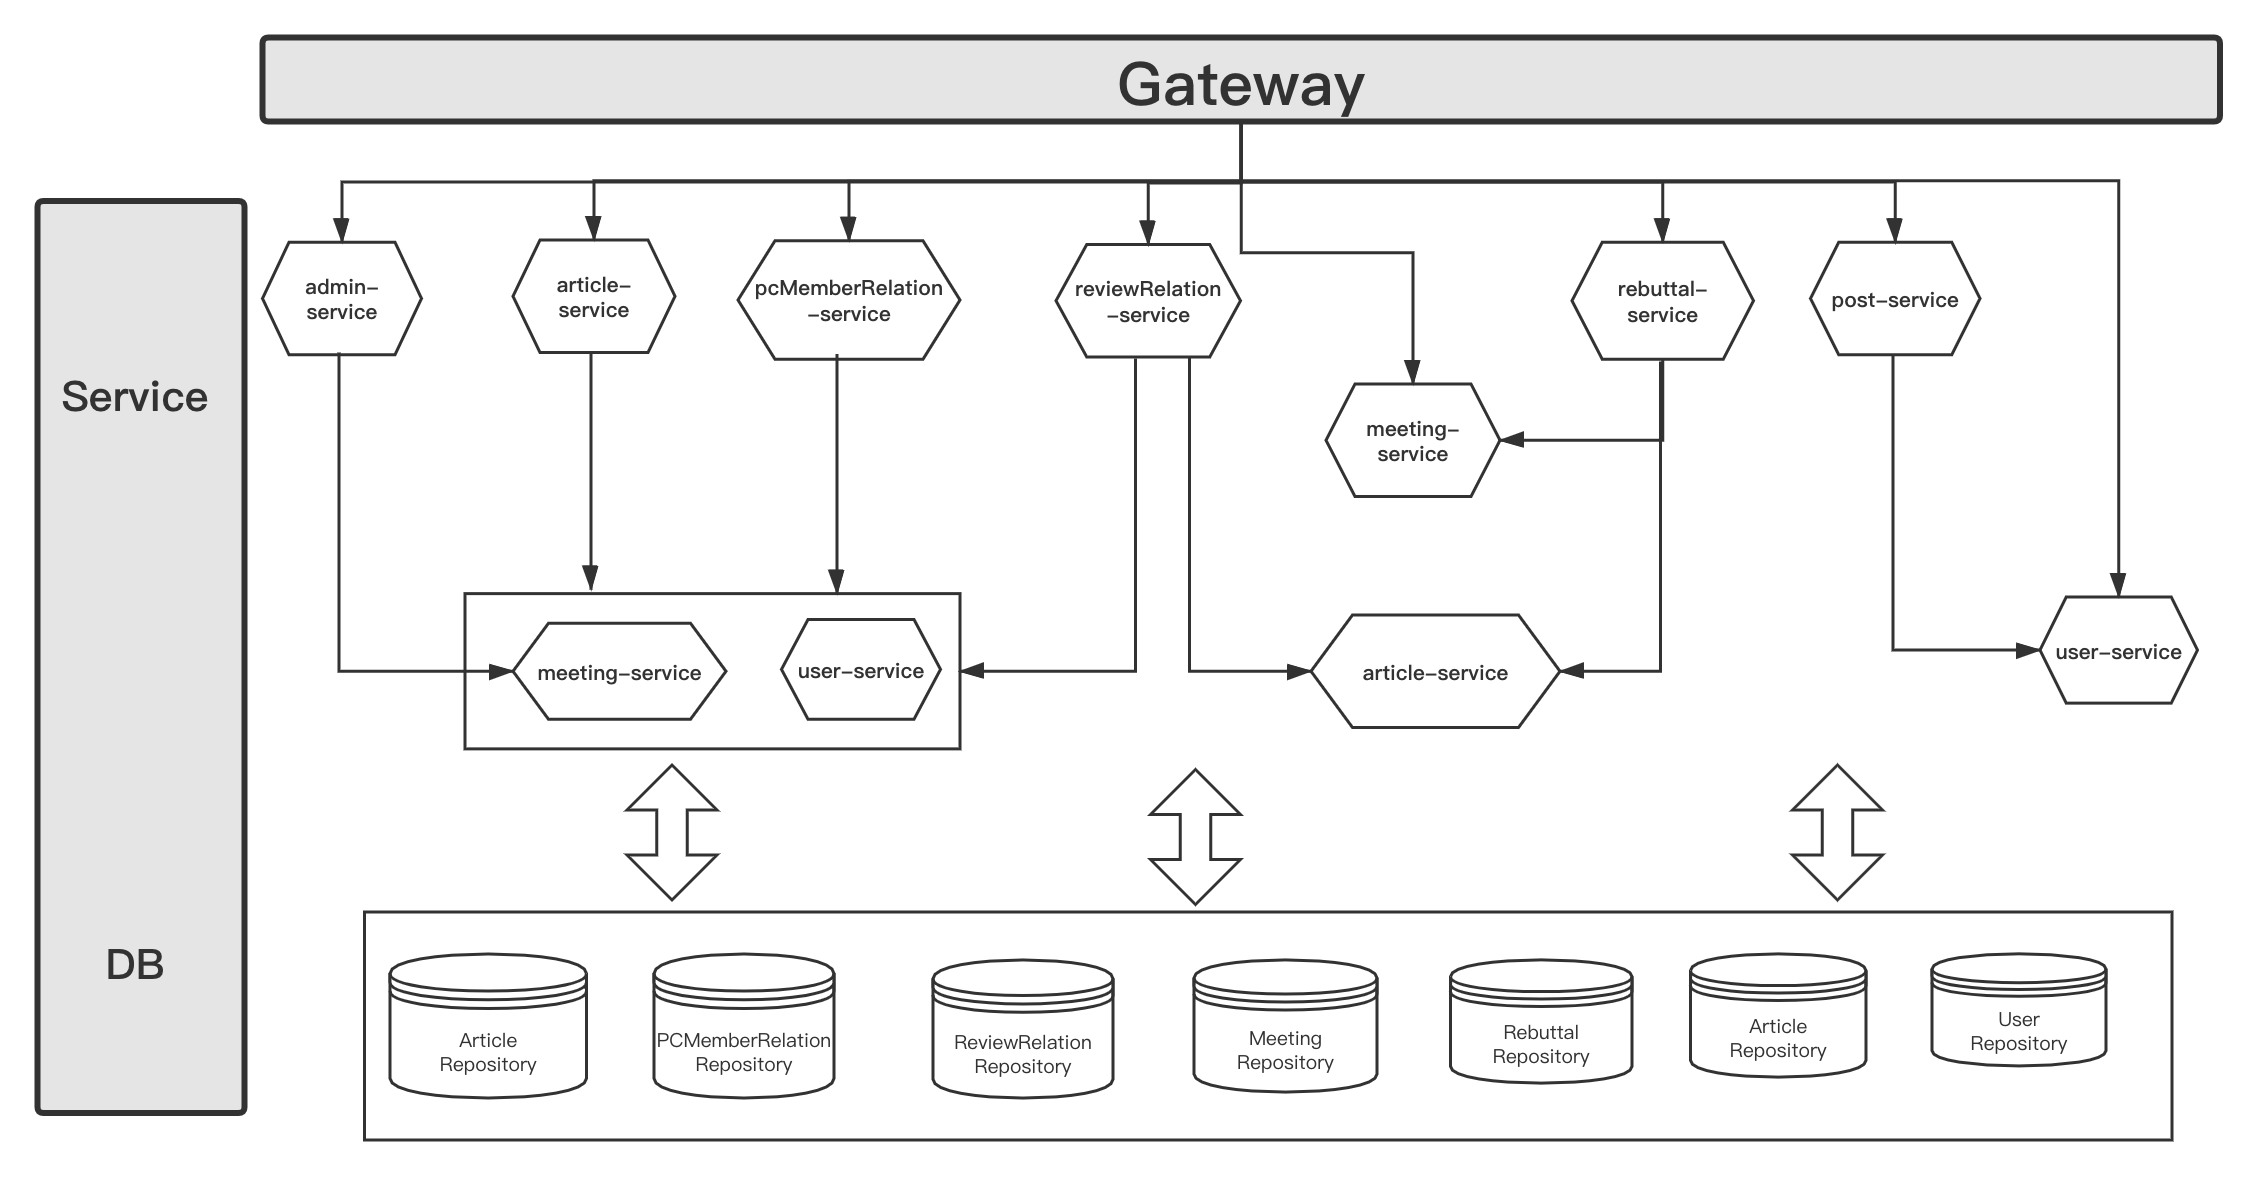 Gateway
Service
DB
admin–
service
article–
service
pcMemberRelation
–service
reviewRelation
–service
rebuttal–
service
post–service
meeting–
service
meeting–service
user–service
article–service
user–service
Article
Repository
PCMemberRelation
Repository
ReviewRelation
Repository
Meeting
Repository
Rebuttal
Repository
Article
Repository
User
Repository